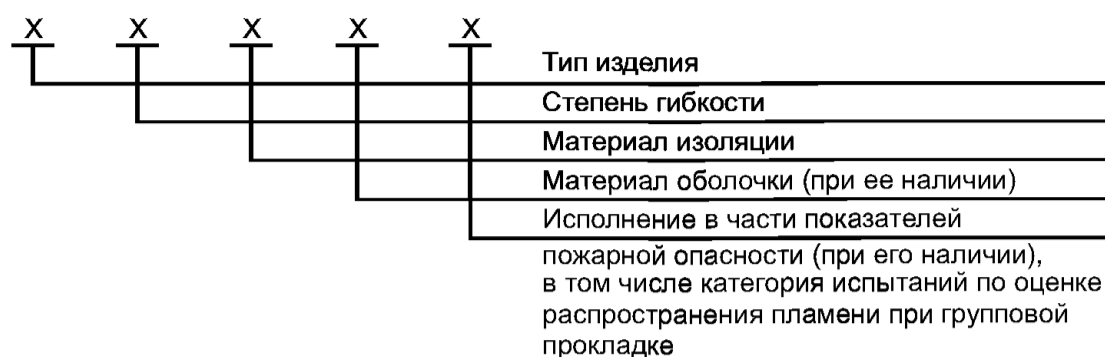 X X X X X
Тип изделия
Степень гибкости
Материал изоляции
Материал оболочки (при ее наличии)
Исполнение в части показателей
пожарной опасности (при его наличии),
в том числе категория испытаний по оценке
распространения пламени при групповой
прокладке